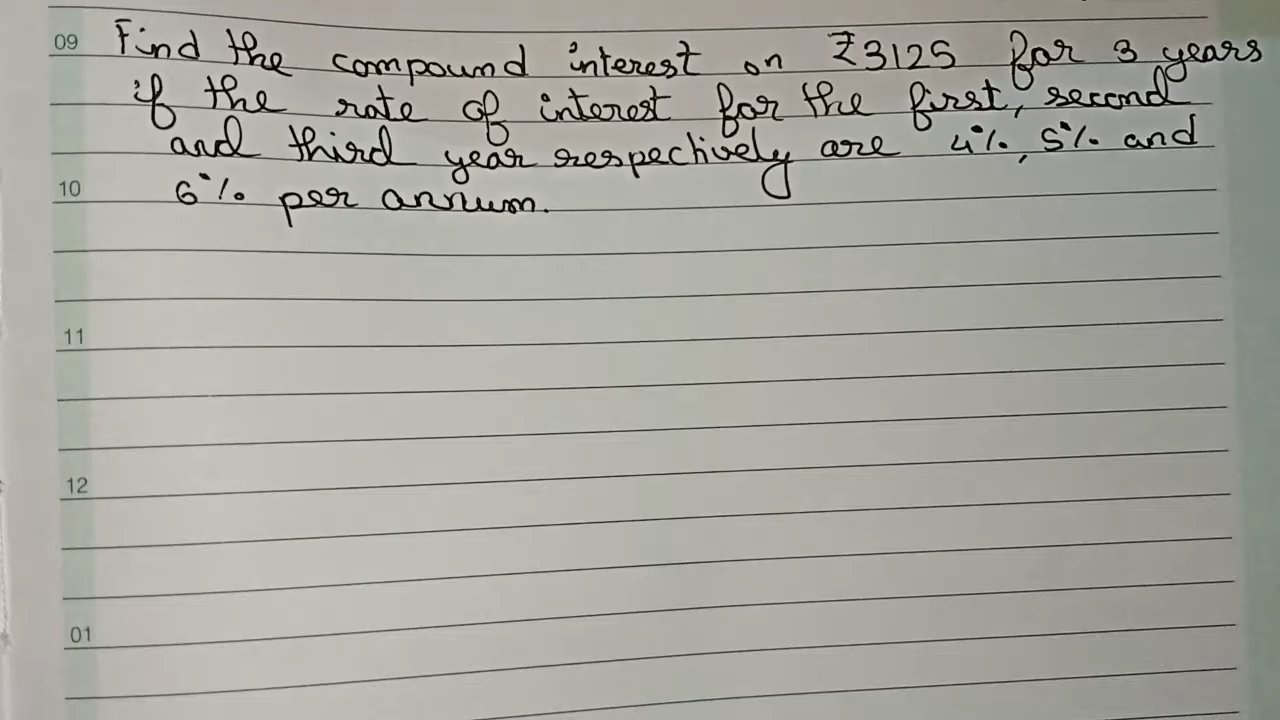 09 Find the compound interest on ₹3125 for 3 years
if the rate of interest for the first, second
and third year respectively are 4%, 5% and
10 6% per annum.
11
12
01